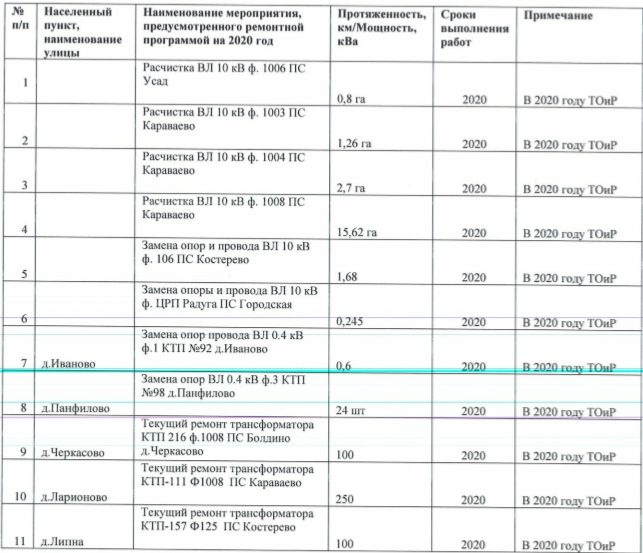 № п/п
Населенный пункт, наименование улицы
Наименование мероприятия, предусмотренного ремонтной программой на 2020 год
Протяженность, км/Мощность, кВа
Сроки выполнения работ
Примечание
1
Расчистка ВЛ 10 кВ ф. 1006 ПС
Усад
0,8 га
2020
В 2020 году ТОиР
2
Расчистка ВЛ 10 кВ ф. 1003 ПС
Караваево
1,26 га
2020
В 2020 году ТОиР
3
Расчистка ВЛ 10 кВ ф. 1004 ПС
Караваево
2,7 га
2020
В 2020 году ТОиР
4
Расчистка ВЛ 10 кВ ф. 1008 ПС
Караваево
15,62 га
2020
В 2020 году ТОиР
5
Замена опор и провода ВЛ 10 кВ
ф. 106 ПС Костерево
1,68
2020
В 2020 году ТОиР
6
Замена опоры и провода ВЛ 10 кВ
ф. ЦРП Радуга ПС Городская
0,245
2020
В 2020 году ТОиР
7
д.Иваново
Замена опор провода ВЛ 0.4 кВ
ф.1 КТП №92 д.Иваново
0,6
2020
В 2020 году ТОиР
8
д.Панфилово
Замена опор ВЛ 0.4 кВ ф.3 КТП
№98 д.Панфилово
24 шт
2020
В 2020 году ТОиР
9
д.Черкасово
Текущий ремонт трансформатора
КТП 216 ф.1008 ПС Болдино
д.Черкасово
100
2020
В 2020 году ТОиР
10
д.Ларионово
Текущий ремонт трансформатора
КТП-111 Ф1008 ПС Караваево
250
2020
В 2020 году ТОиР
11
д.Липна
Текущий ремонт трансформатора
КТП-157 Ф125 ПС Костерево
100
2020
В 2020 году ТОиР